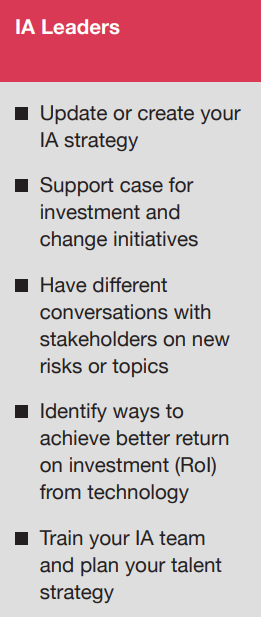 IA Leaders
■ Update or create your
IA strategy
■ Support case for
investment and
change initiatives
■ Have different
conversations with
stakeholders on new
risks or topics
■ Identify ways to
achieve better return
on investment (RoI)
from technology
■ Train your IA team
and plan your talent
strategy